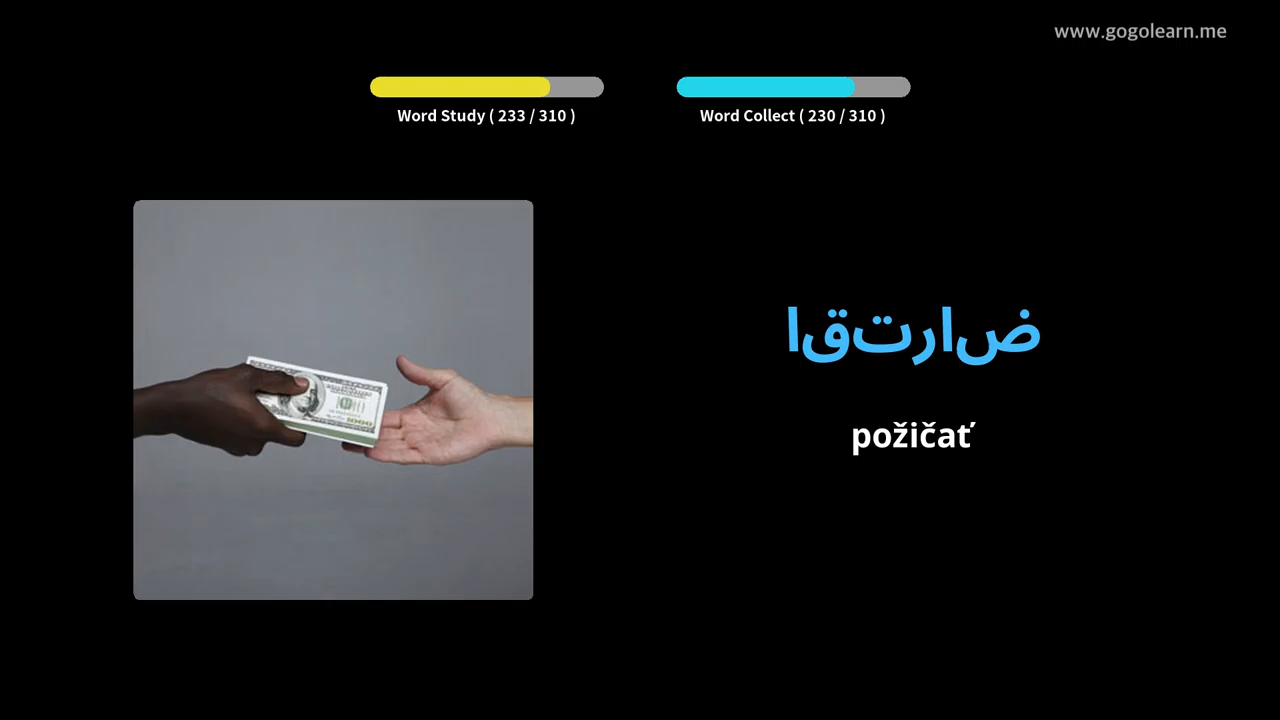 www.gogolearn.me
Word Study ( 233 / 310 )
Word Collect ( 230 / 310 )
اقتراض
požičať